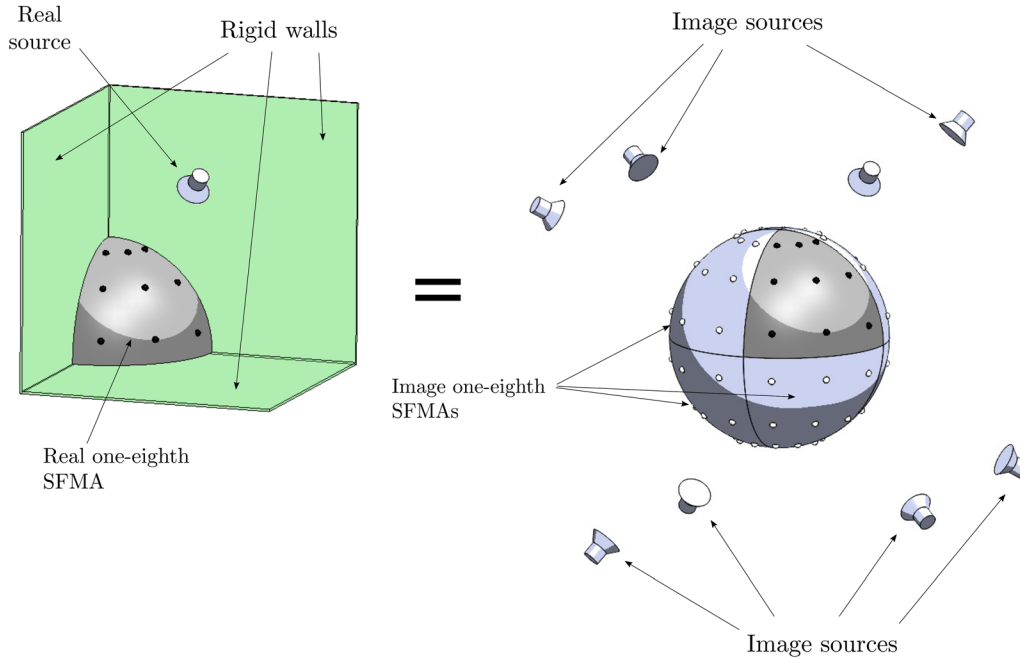 Real
source
Rigid walls
Real one-eighth
SFMA
=
Image sources
Image one-eighth
SFMAs
Image sources